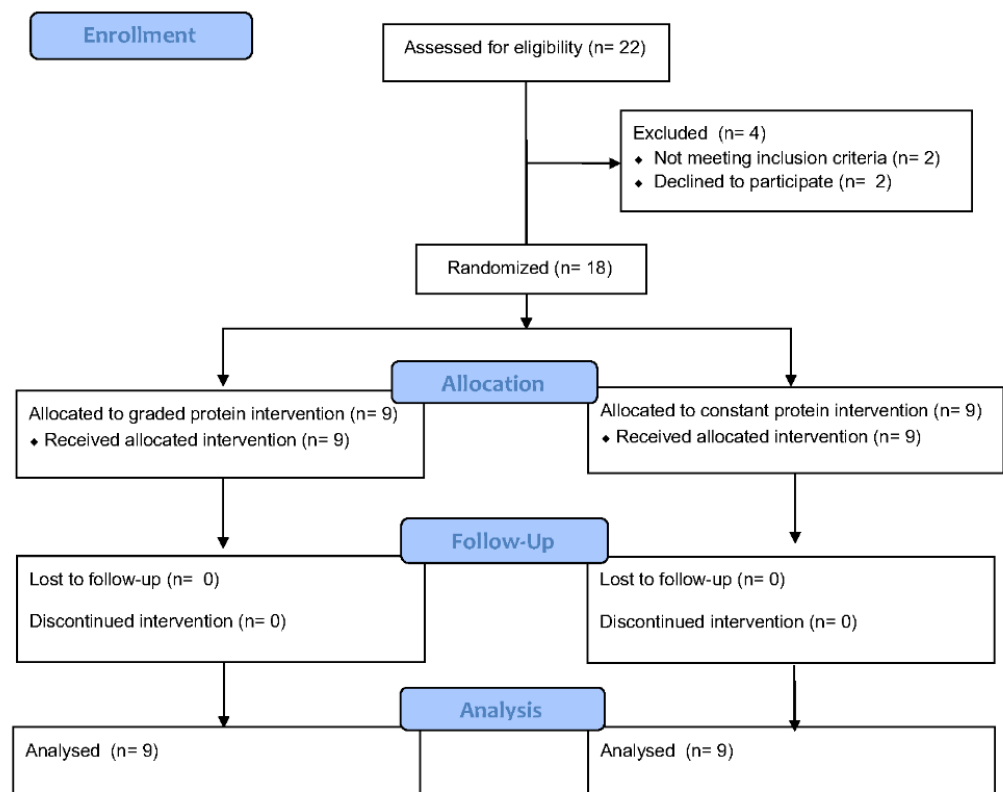 Enrollment
Assessed for eligibility (n= 22)
Excluded  (n= 4)
⬥ Not meeting inclusion criteria (n= 2)
⬥ Declined to participate (n=  2)
Randomized (n= 18)
Allocation
Allocated to graded protein intervention (n= 9)
⬥ Received allocated intervention (n= 9)
Allocated to constant protein intervention (n= 9)
⬥ Received allocated intervention (n= 9)
Follow-Up
Lost to follow-up (n=  0)
Discontinued intervention (n= 0)
Lost to follow-up (n= 0)
Discontinued intervention (n= 0)
Analysis
Analysed  (n= 9)
Analysed  (n= 9)